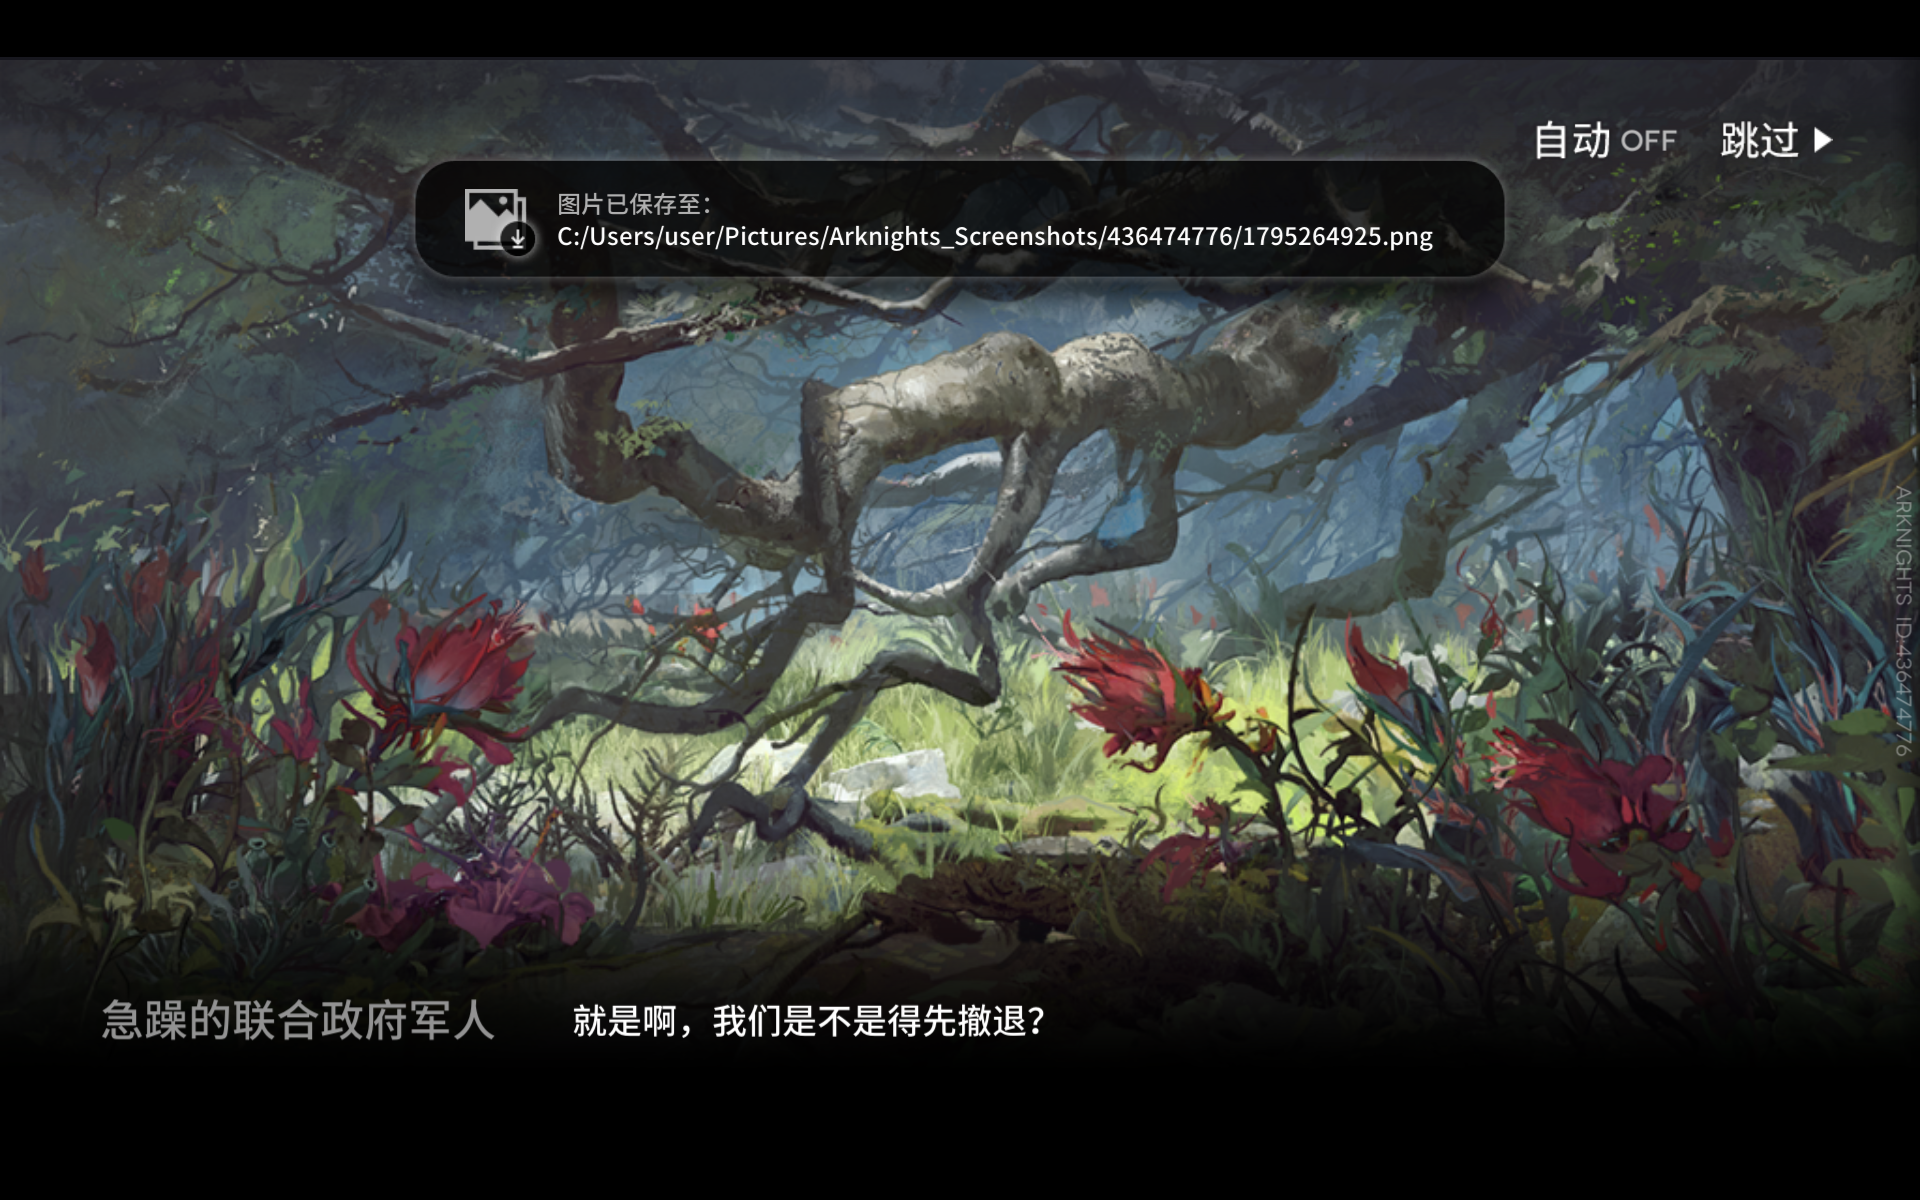 自动 OFF 跳过
图片已保存至：
C:/Users/user/Pictures/Arknights_Screenshots/436474776/1795264925.png
ARKNIGHTS ID:436474776
急躁的联合政府军人 就是啊，我们是不是得先撤退？